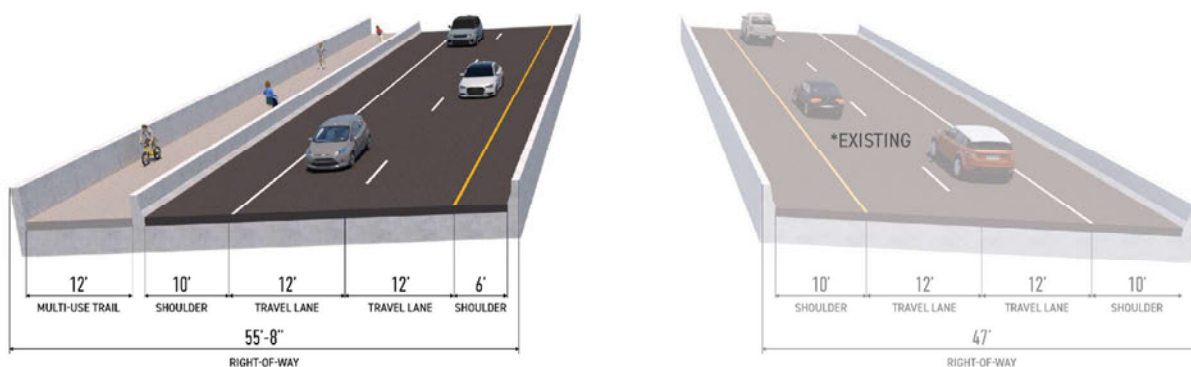 *EXISTING
12' 10' 12' 12' 6'
MULTI-USE TRAIL SHOULDER TRAVEL LANE TRAVEL LANE SHOULDER
55'-8"
RIGHT-OF-WAY
10' 12' 12' 10'
SHOULDER TRAVEL LANE TRAVEL LANE SHOULDER
47'
RIGHT-OF-WAY